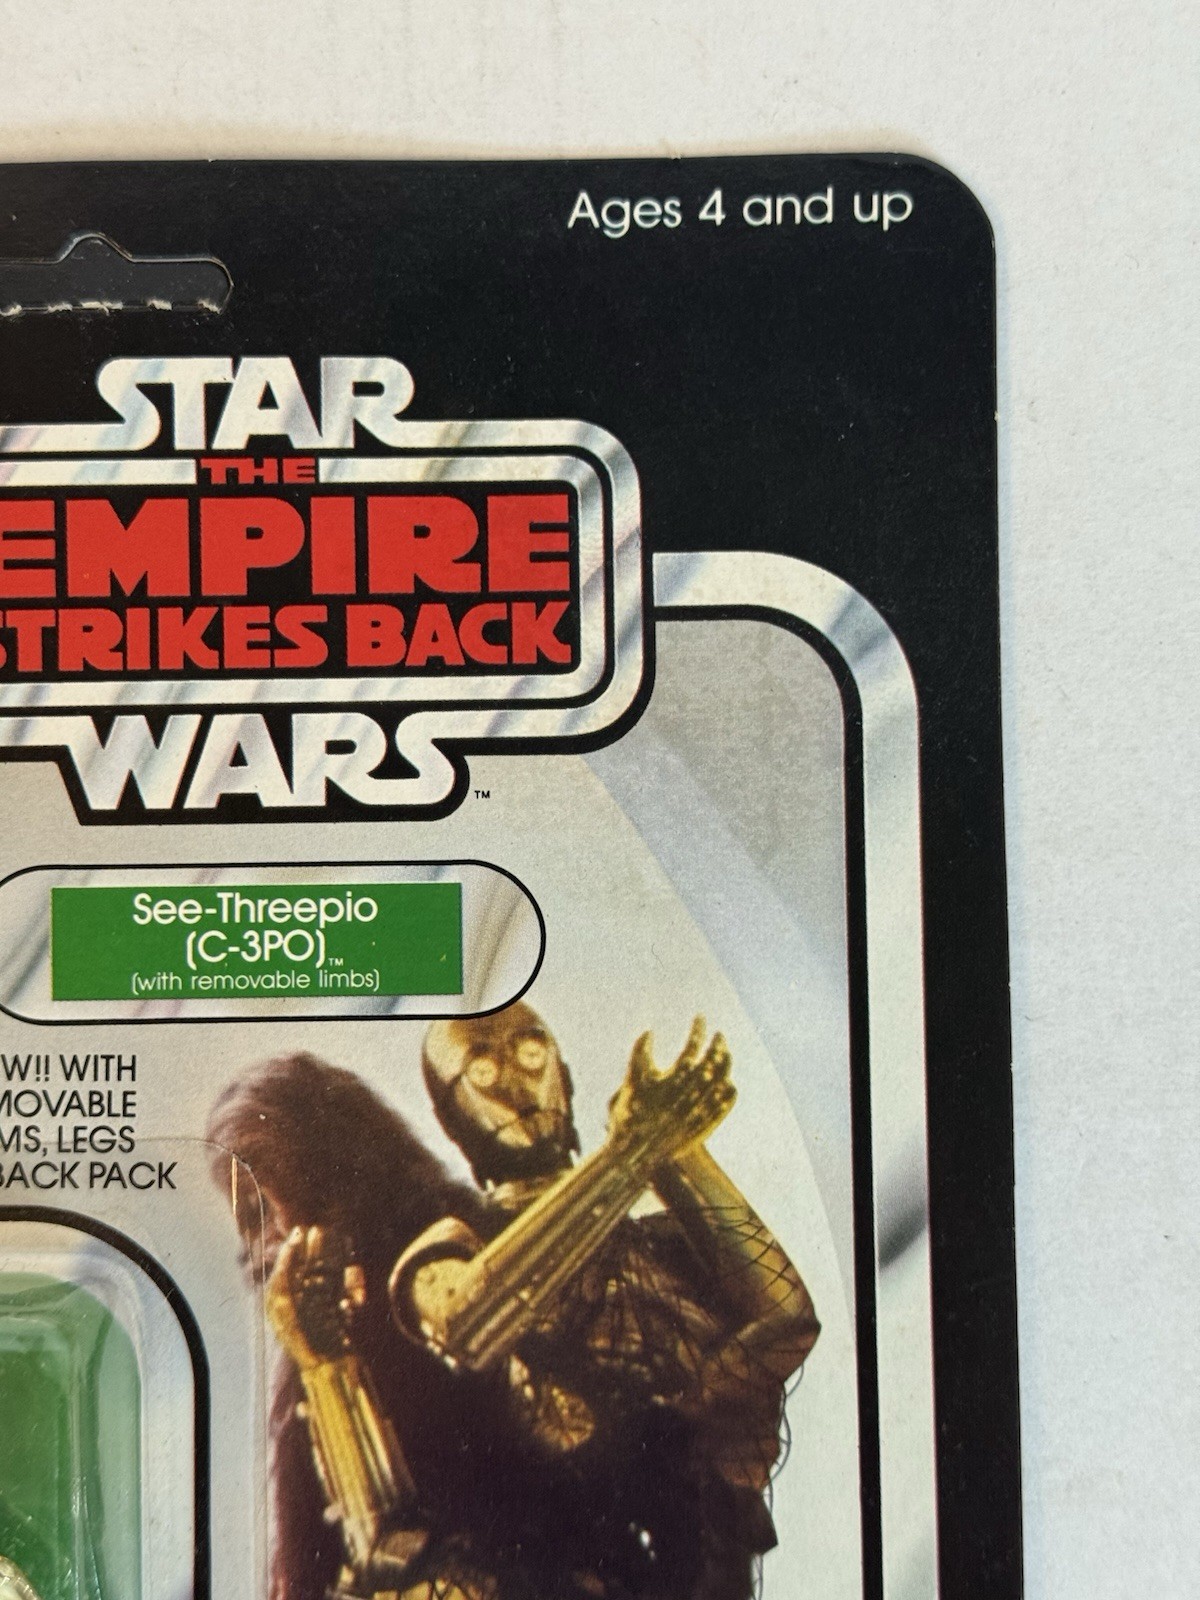 Ages 4 and up
STAR
THE
EMPIRE
STRIKES BACK
WARS
™
See-Threepio
(C-3PO)™
(with removable limbs)
W!! WITH
MOVABLE
MS, LEGS
BACK PACK